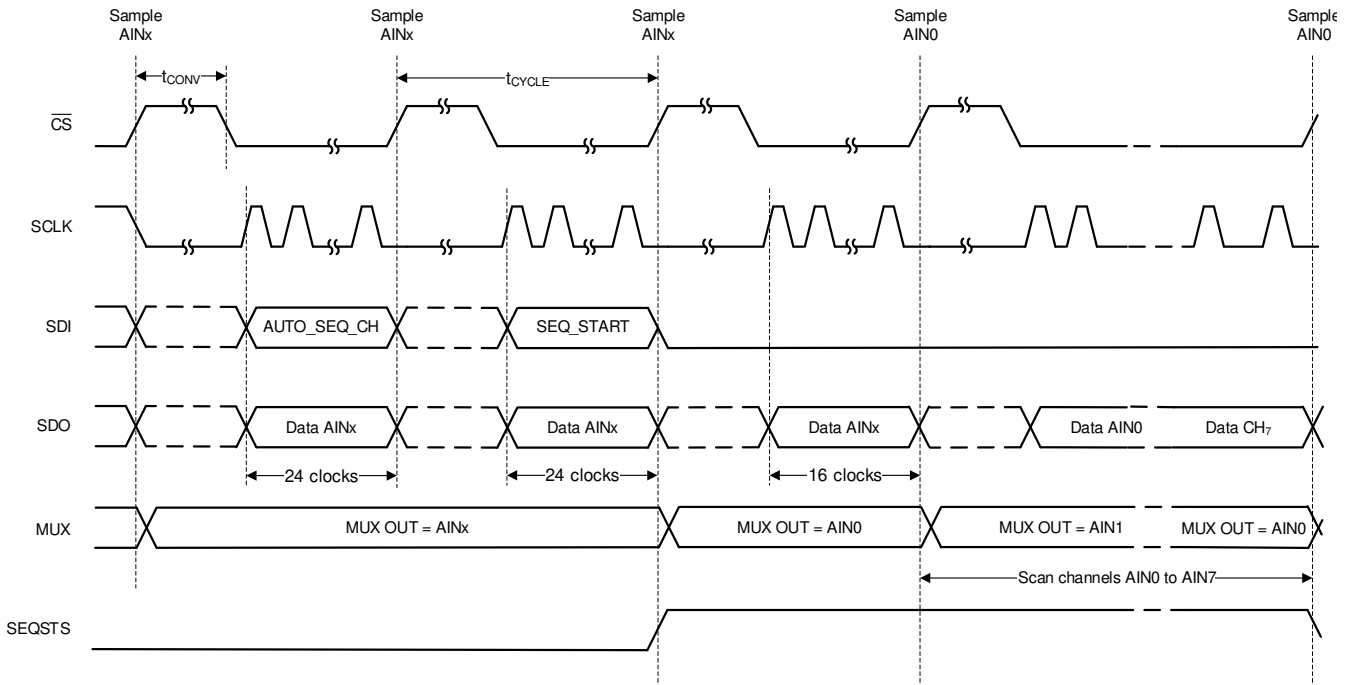 Sample
AINx
Sample
AINx
Sample
AINx
Sample
AIN0
Sample
AIN0
tCONV
tCYCLE
CS
SCLK
SDI
AUTO_SEQ_CH
SEQ_START
SDO
Data AINx
Data AINx
Data AINx
Data AIN0
Data CH7
24 clocks
24 clocks
16 clocks
MUX
MUX OUT = AINx
MUX OUT = AIN0
MUX OUT = AIN1
MUX OUT = AIN0
Scan channels AIN0 to AIN7
SEQSTS